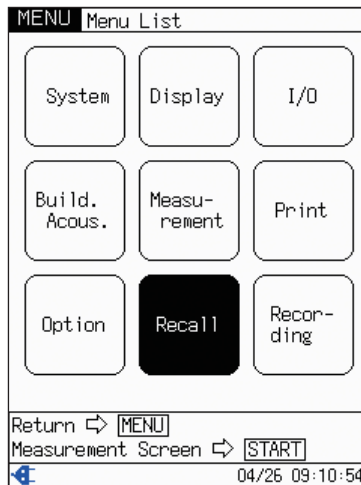 MENU Menu List
System Display I/O
Build. Acous. Measu-rement Print
Option Recall Recor-ding
Return ⇨ MENU
Measurement Screen ⇨ START
04/26 09:10:54